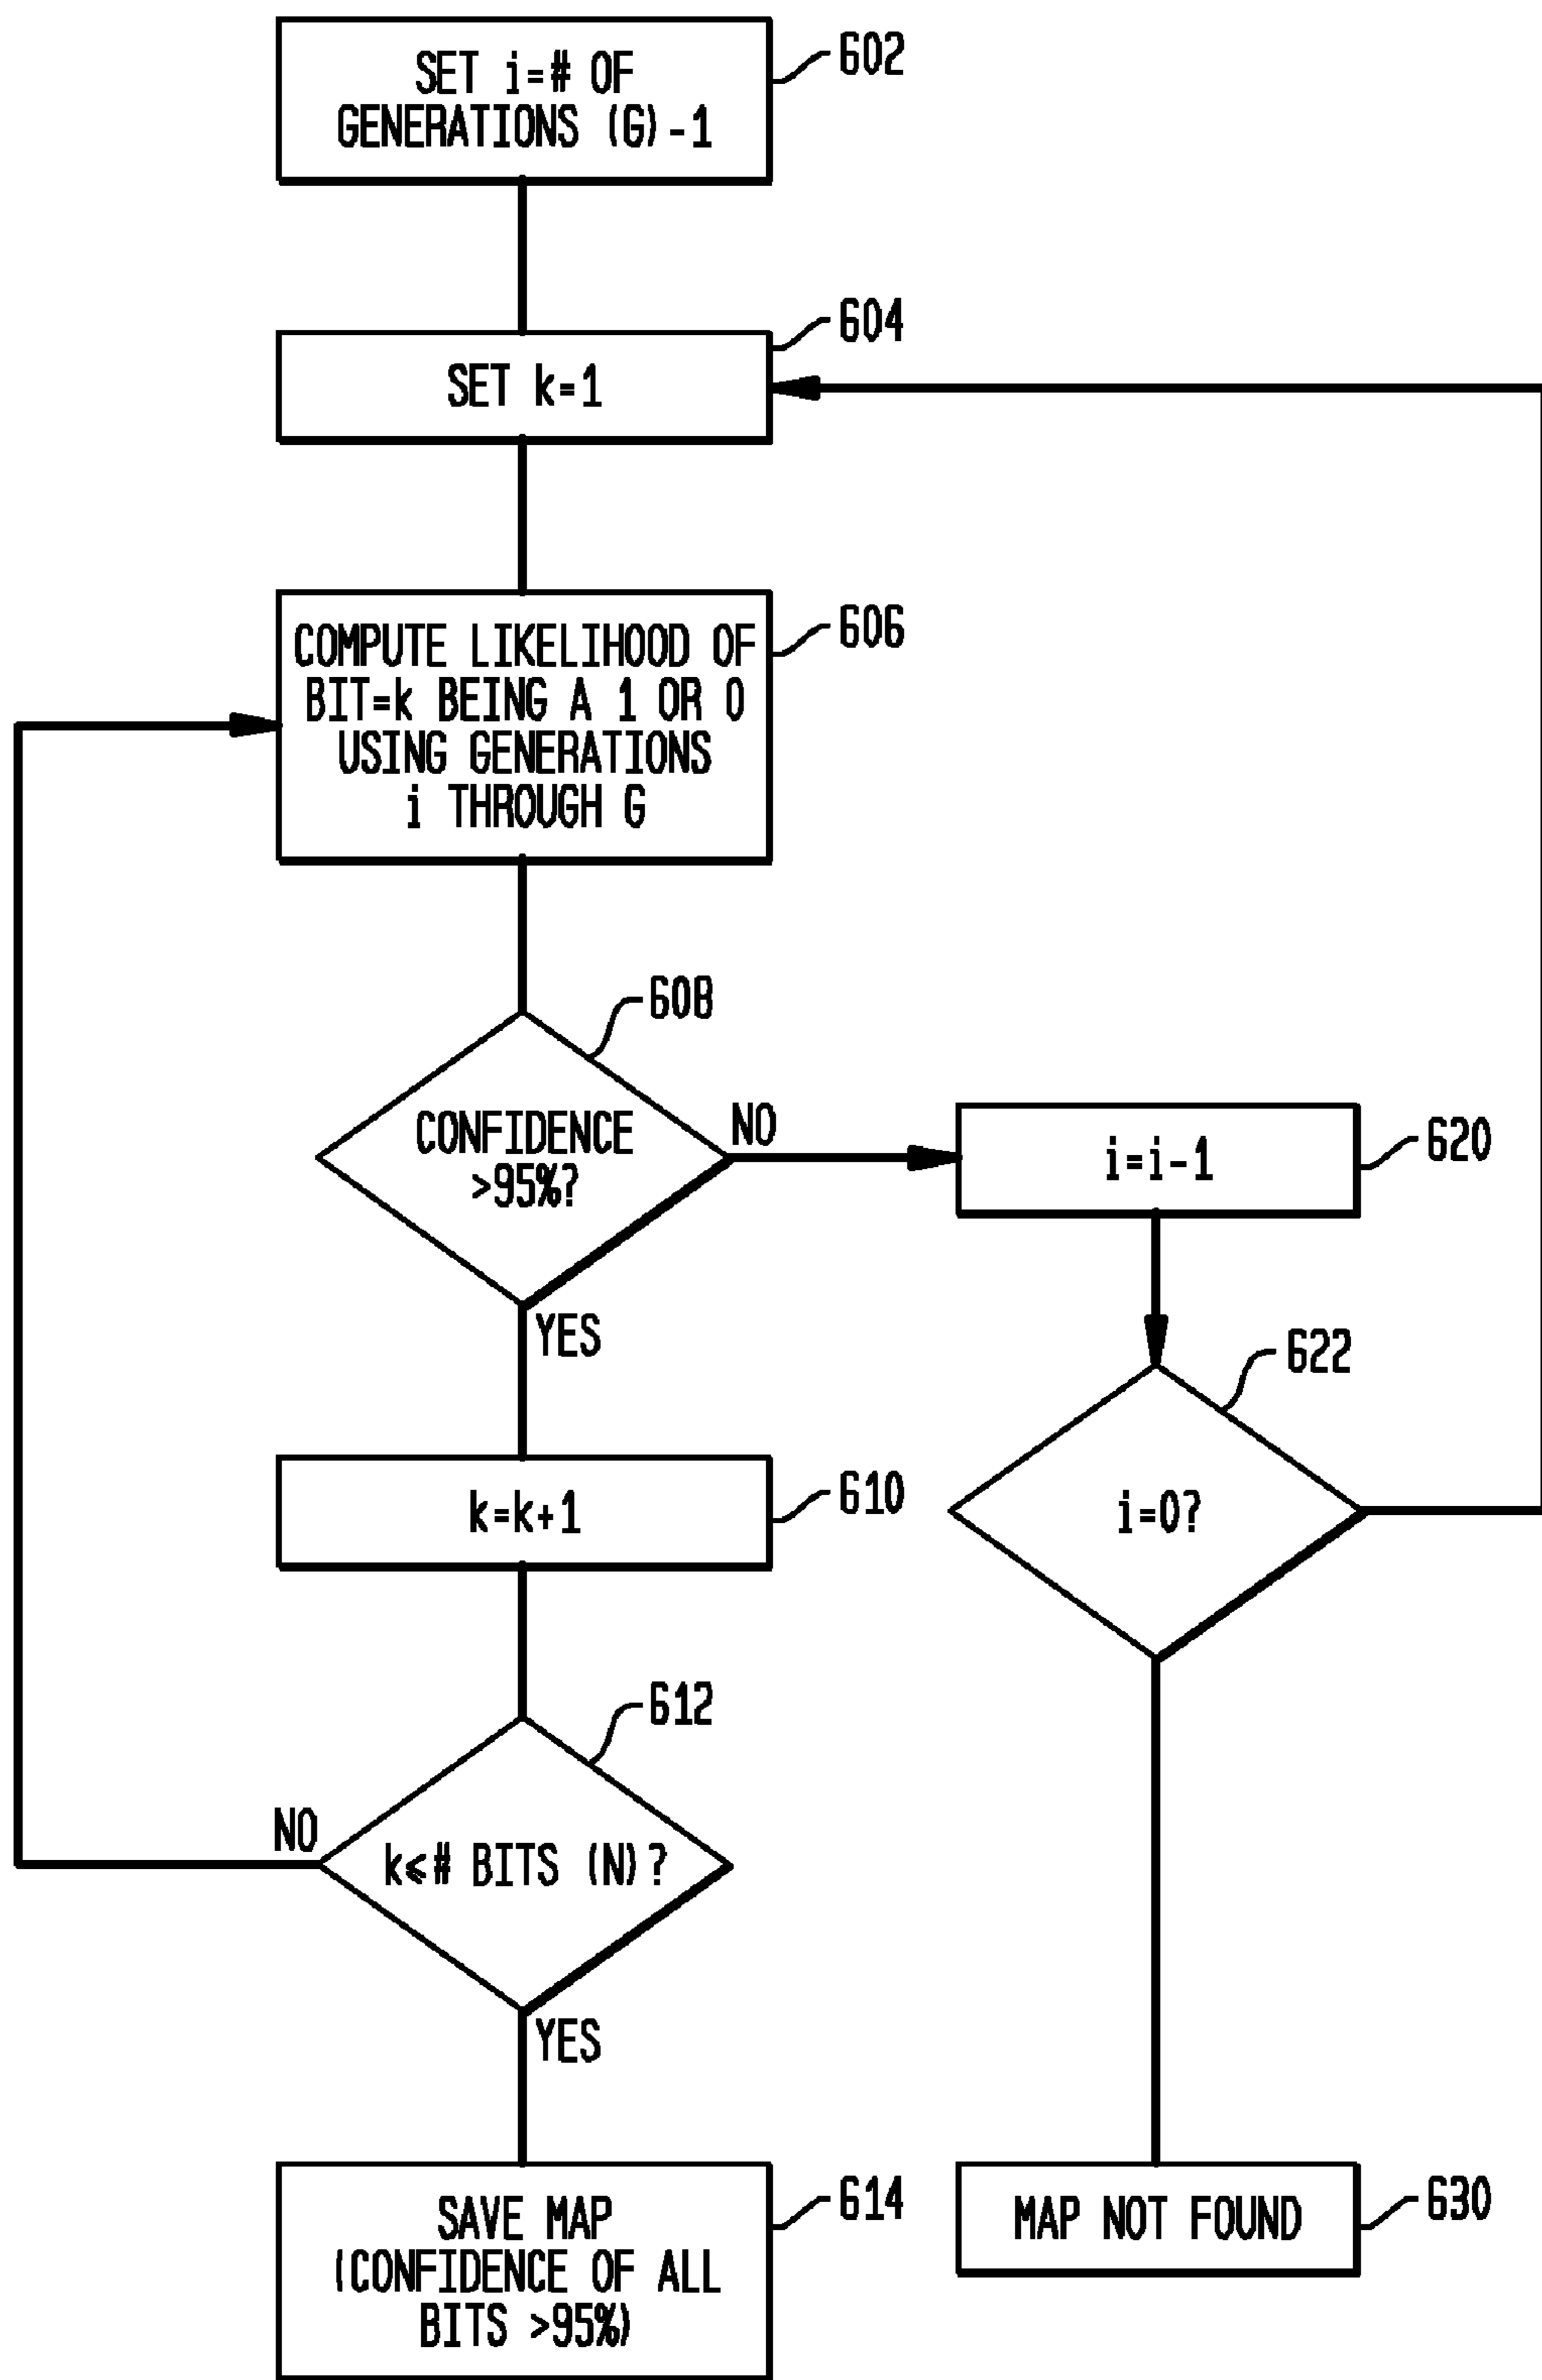 SET i=# OF
GENERATIONS (G)-1
602
SET k=1
604
COMPUTE LIKELIHOOD OF
BIT=k BEING A 1 OR 0
USING GENERATIONS
i THROUGH G
606
CONFIDENCE
>95%?
608
NO
YES
i=i-1
620
k=k+1
610
i=0?
622
k≤# BITS (N)?
612
NO
YES
SAVE MAP
(CONFIDENCE OF ALL
BITS >95%)
614
MAP NOT FOUND
630